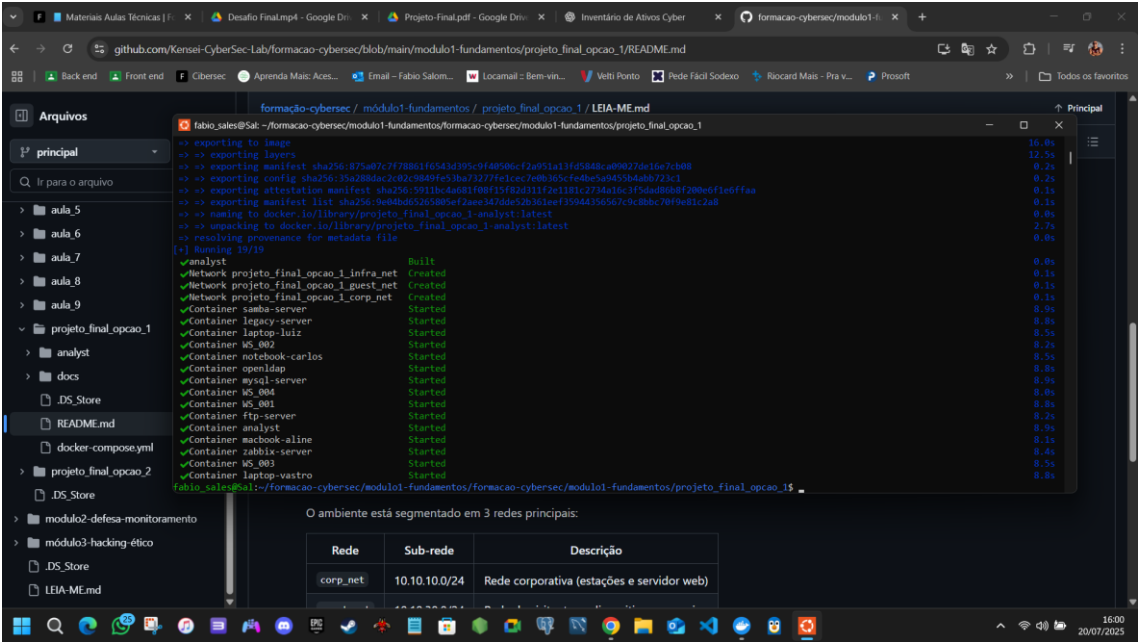 Materiais Aulas Técnicas | F
Desafio Final.mp4 - Google Driv
Projeto-Final.pdf - Google Drive
Inventário de Ativos Cyber
formacao-cybersec/modulo1-fu
github.com/Kensei-CyberSec-Lab/formacao-cybersec/blob/main/modulo1-fundamentos/projeto_final_opcao_1/README.md
Back end
Front end
Cibersec
Aprenda Mais: Aces...
Email – Fabio Salom...
Locamail :: Bem-vin...
Velti Ponto
Pede Fácil Sodexo
Riocard Mais - Pra v...
Prosoft
»
Todos os favoritos
Arquivos
formação-cybersec / módulo1-fundamentos / projeto_final_opcao_1 / LEIA-ME.md
Principal
principal
Ir para o arquivo
aula_5
aula_6
aula_7
aula_8
aula_9
projeto_final_opcao_1
analyst
docs
.DS_Store
README.md
docker-compose.yml
projeto_final_opcao_2
.DS_Store
modulo2-defesa-monitoramento
módulo3-hacking-ético
.DS_Store
LEIA-ME.md
fabio_sales@Sal: ~/formacao-cybersec/modulo1-fundamentos/formacao-cybersec/modulo1-fundamentos/projeto_final_opcao_1
=> exporting to image 16.0s
=> => exporting layers 12.5s
=> => exporting manifest 0.2s
=> => exporting config 0.2s
=> => exporting attestation manifest 0.1s
=> => exporting manifest list 0.1s
=> => naming to docker.io/library/projeto_final_opcao_1-analyst:latest 0.0s
=> => unpacking to docker.io/library/projeto_final_opcao_1-analyst:latest 2.7s
=> resolving provenance for metadata file 0.0s
[+] Running 19/19
✔analyst Built 0.0s
✔Network projeto_final_opcao_1_infra_net Created 0.1s
✔Network projeto_final_opcao_1_guest_net Created 0.1s
✔Network projeto_final_opcao_1_corp_net Created 0.1s
✔Container samba-server Started 8.9s
✔Container legacy-server Started 8.8s
✔Container laptop-luiz Started 8.5s
✔Container WS_002 Started 8.2s
✔Container notebook-carlos Started 8.5s
✔Container openldap Started 8.8s
✔Container mysql-server Started 8.9s
✔Container WS_004 Started 8.0s
✔Container WS_001 Started 8.8s
✔Container ftp-server Started 8.2s
✔Container analyst Started 8.9s
✔Container macbook-aline Started 8.1s
✔Container zabbix-server Started 8.4s
✔Container WS_003 Started 8.5s
✔Container laptop-vastro Started 8.8s
fabio_sales@Sal:~/formacao-cybersec/modulo1-fundamentos/formacao-cybersec/modulo1-fundamentos/projeto_final_opcao_1$
O ambiente está segmentado em 3 redes principais:
Rede Sub-rede Descrição
corp_net 10.10.10.0/24 Rede corporativa (estações e servidor web)
25
16:00
20/07/2025